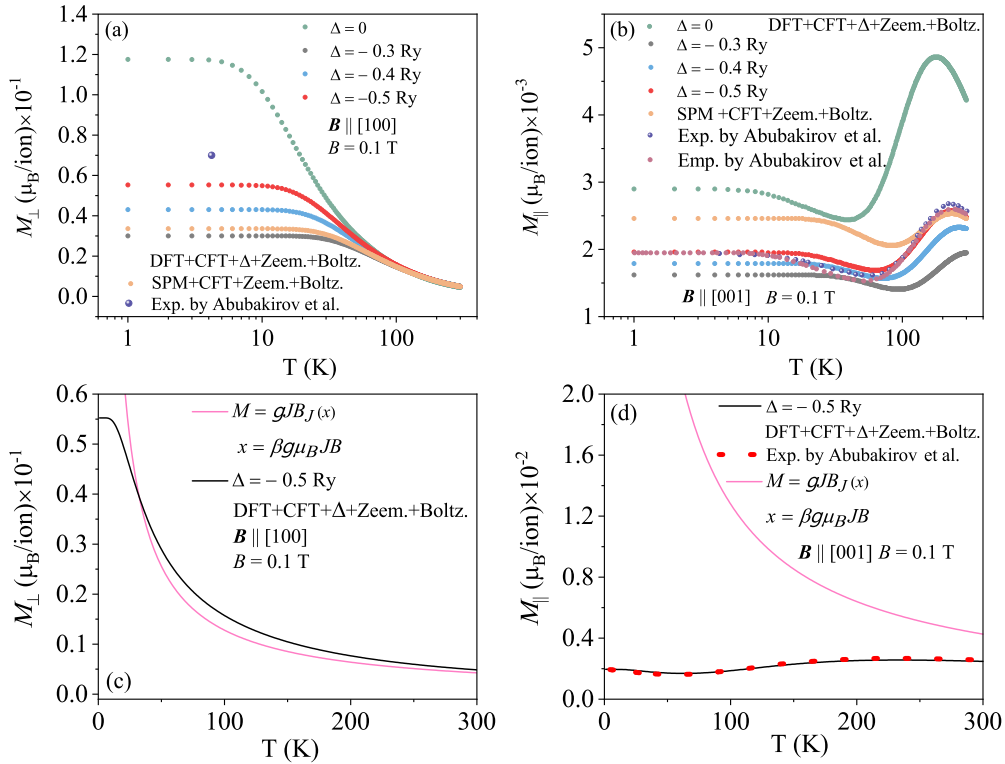 (a)
Δ = 0
Δ = − 0.3 Ry
Δ = − 0.4 Ry
Δ = −0.5 Ry
B || [100]
B = 0.1 T
DFT+CFT+Δ+Zeem.+Boltz.
SPM+CFT+Zeem.+Boltz.
Exp. by Abubakirov et al.
M⊥ (μB/ion)×10⁻¹
1.4
1.2
1.0
0.8
0.6
0.4
0.2
0.0
1 10 100
T (K)
(b)
Δ = 0 DFT+CFT+Δ+Zeem.+Boltz.
Δ = − 0.3 Ry
Δ = − 0.4 Ry
Δ = − 0.5 Ry
SPM +CFT+Zeem.+Boltz.
Exp. by Abubakirov et al.
Emp. by Abubakirov et al.
B || [001] B = 0.1 T
M|| (μB/ion)×10⁻³
5
4
3
2
1
1 10 100
T (K)
M = gJBJ(x)
x = βgμBJB
Δ = − 0.5 Ry
DFT+CFT+Δ+Zeem.+Boltz.
B || [100]
B = 0.1 T
(c)
M⊥ (μB/ion)×10⁻¹
0.6
0.5
0.4
0.3
0.2
0.1
0.0
0 100 200 300
T (K)
(d)
Δ = − 0.5 Ry
DFT+CFT+Δ+Zeem.+Boltz.
Exp. by Abubakirov et al.
M = gJBJ(x)
x = βgμBJB
B || [001] B = 0.1 T
M|| (μB/ion)×10⁻²
2.0
1.6
1.2
0.8
0.4
0.0
0 100 200 300
T (K)